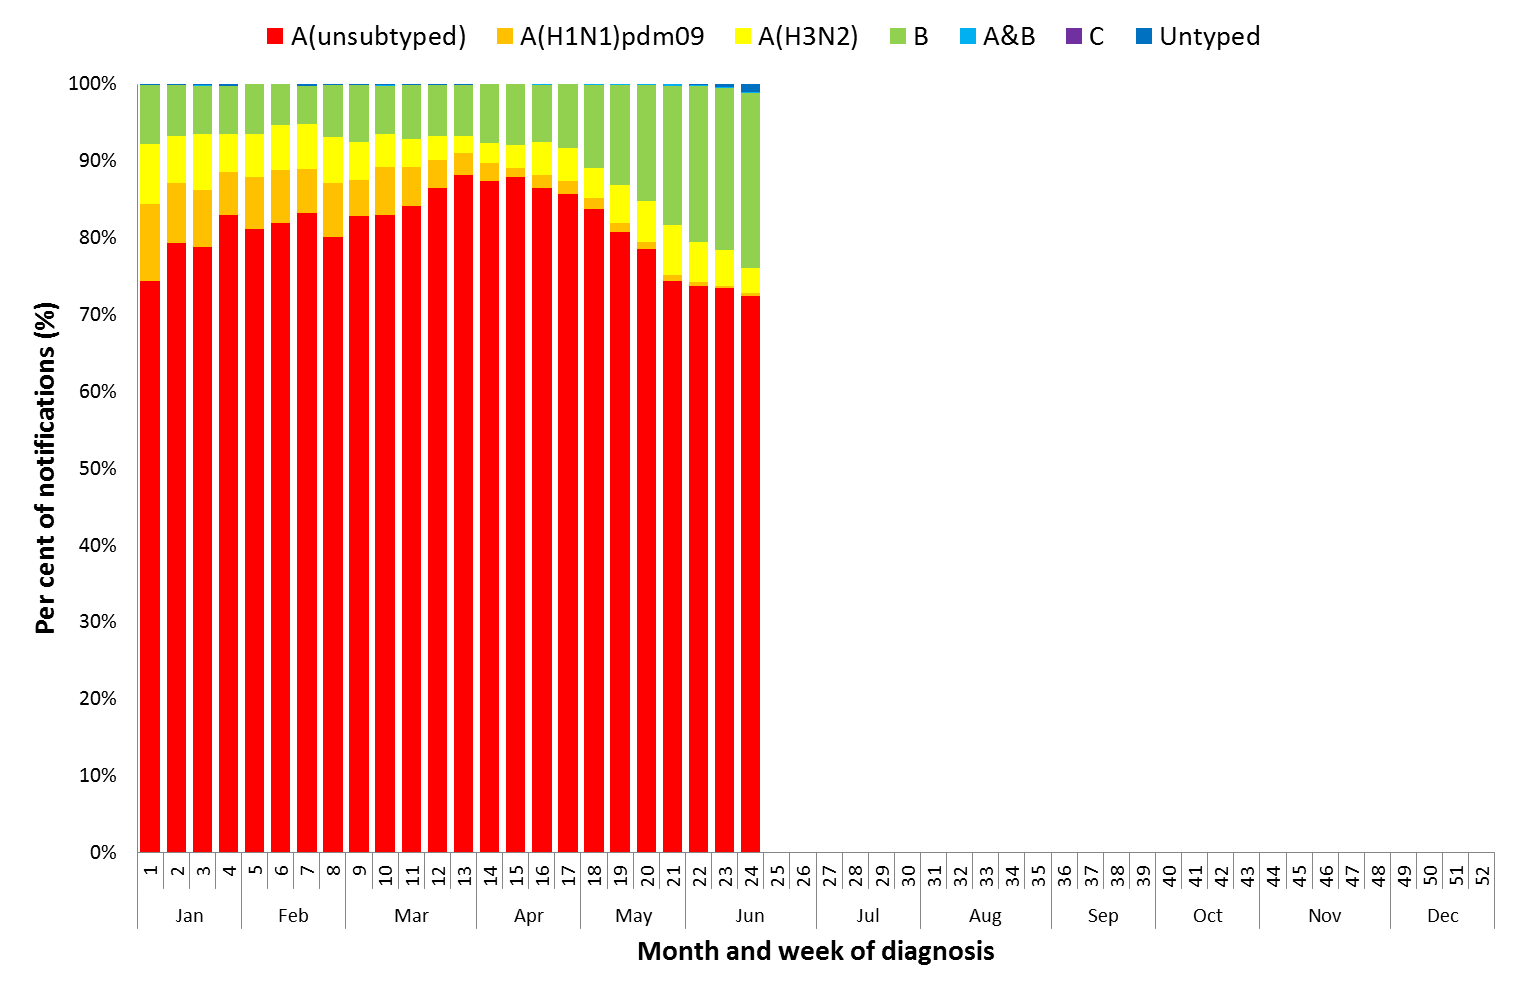 A(unsubtyped) A(H1N1)pdm09 A(H3N2) B A&B C Untyped
100%
90%
80%
70%
60%
50%
40%
30%
20%
10%
0%
Per cent of notifications (%)
1 2 3 4 5 6 7 8 9 10 11 12 13 14 15 16 17 18 19 20 21 22 23 24 25 26 27 28 29 30 31 32 33 34 35 36 37 38 39 40 41 42 43 44 45 46 47 48 49 50 51 52
Jan Feb Mar Apr May Jun Jul Aug Sep Oct Nov Dec
Month and week of diagnosis